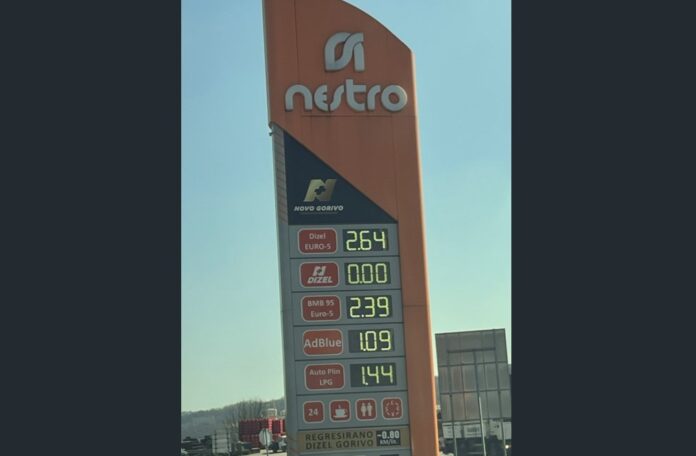 nestro
NOVO GORIVO
Dizel
EURO-5
2.64
DIZEL
0.00
BMB 95
Euro-5
2.39
AdBlue
1.09
Auto Plin
LPG
1.44
24
REGRESIRANO
DIZEL GORIVO
-0.80
KM/lit.